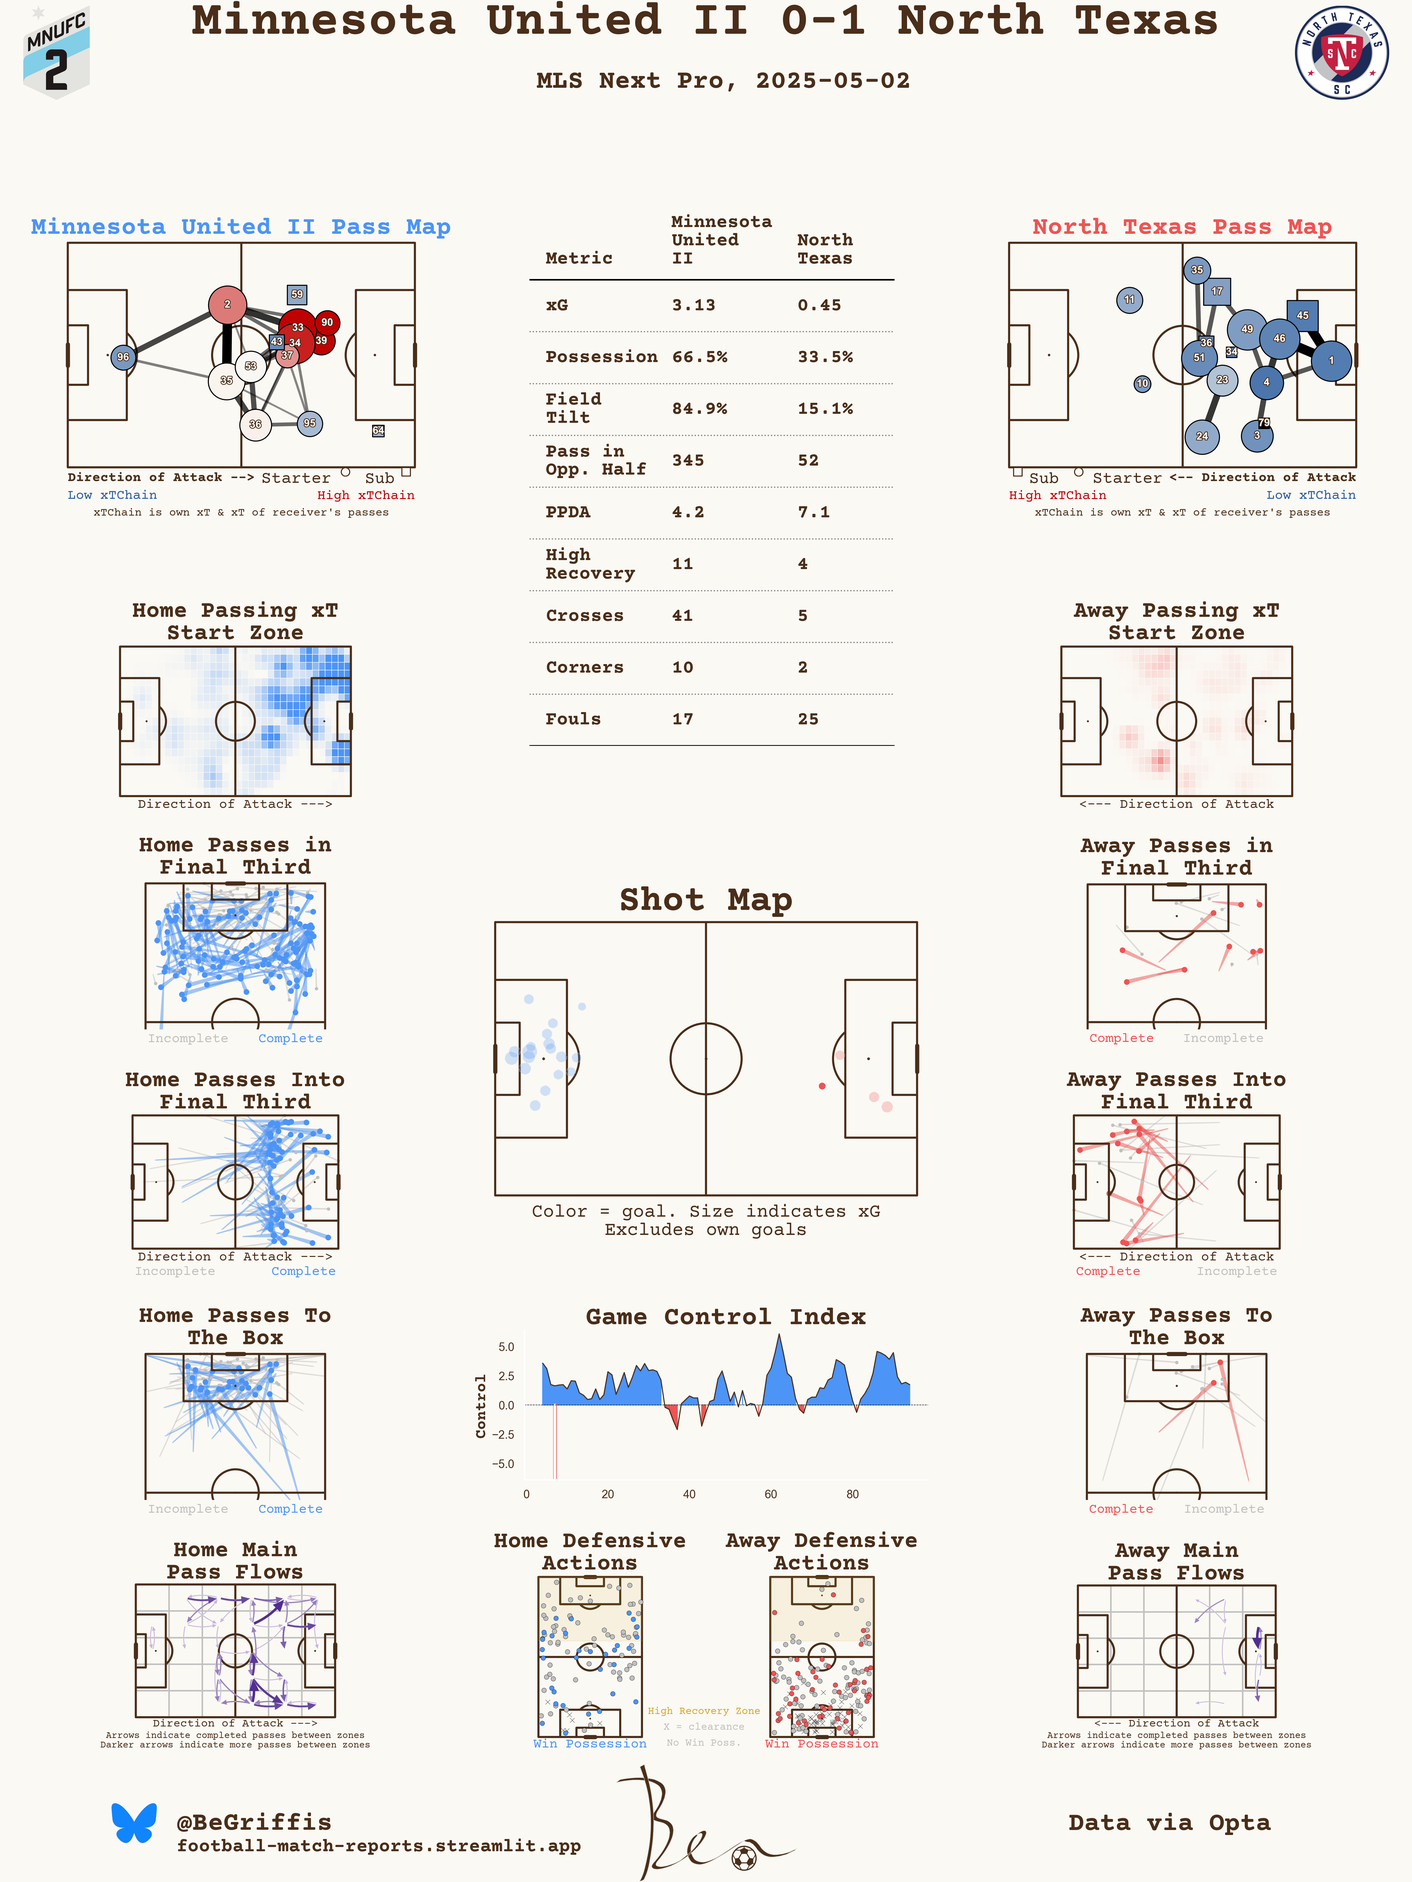 Minnesota United II 0-1 North Texas
MLS Next Pro, 2025-05-02
MNUFC
2
NORTH TEXAS
SC
N
S C
Minnesota United II Pass Map
2
59
90
33
43
34
39
37
96
53
35
36
95
64
Direction of Attack --> Starter Sub
Low xTChain High xTChain
xTChain is own xT & xT of receiver's passes
Metric
Minnesota
United
II
North
Texas
xG 3.13 0.45
Possession 66.5% 33.5%
Field
Tilt 84.9% 15.1%
Pass in
Opp. Half 345 52
PPDA 4.2 7.1
High
Recovery 11 4
Crosses 41 5
Corners 10 2
Fouls 17 25
North Texas Pass Map
35
17
11
45
49
46
36
34
51
1
10
23
4
79
24
3
Sub Starter <-- Direction of Attack
High xTChain Low xTChain
xTChain is own xT & xT of receiver's passes
Home Passing xT
Start Zone
Direction of Attack --->
Away Passing xT
Start Zone
<--- Direction of Attack
Home Passes in
Final Third
Incomplete Complete
Away Passes in
Final Third
Complete Incomplete
Shot Map
Color = goal. Size indicates xG
Excludes own goals
Home Passes Into
Final Third
Direction of Attack --->
Incomplete Complete
Away Passes Into
Final Third
<--- Direction of Attack
Complete Incomplete
Home Passes To
The Box
Incomplete Complete
Game Control Index
Control
5.0
2.5
0.0
−2.5
−5.0
0 20 40 60 80
Away Passes To
The Box
Complete Incomplete
Home Main
Pass Flows
Direction of Attack --->
Arrows indicate completed passes between zones
Darker arrows indicate more passes between zones
Home Defensive
Actions
Win Possession
High Recovery Zone
X = clearance
No Win Poss.
Away Defensive
Actions
Win Possession
Away Main
Pass Flows
<--- Direction of Attack
Arrows indicate completed passes between zones
Darker arrows indicate more passes between zones
@BeGriffis
football-match-reports.streamlit.app
Ben
Data via Opta